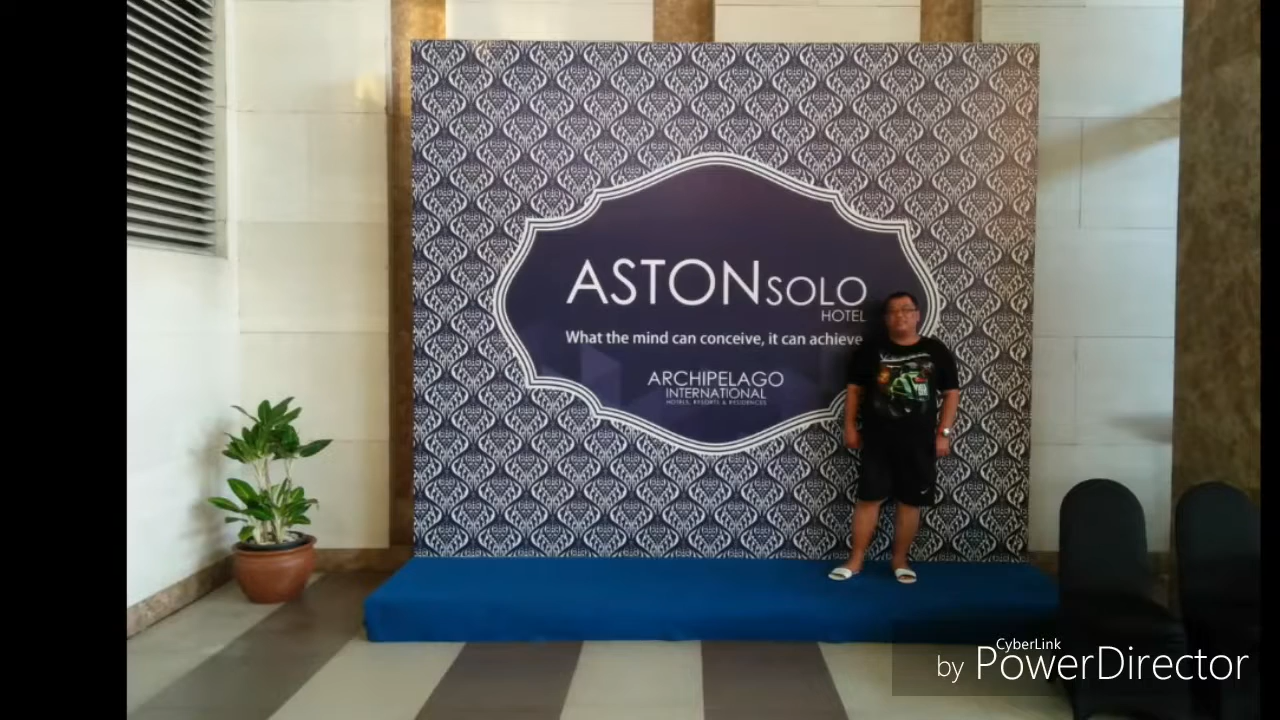 ASTON SOLO
HOTEL
What the mind can conceive, it can achieve
ARCHIPELAGO
INTERNATIONAL
HOTELS, RESORTS & RESIDENCES
CyberLink
by PowerDirector